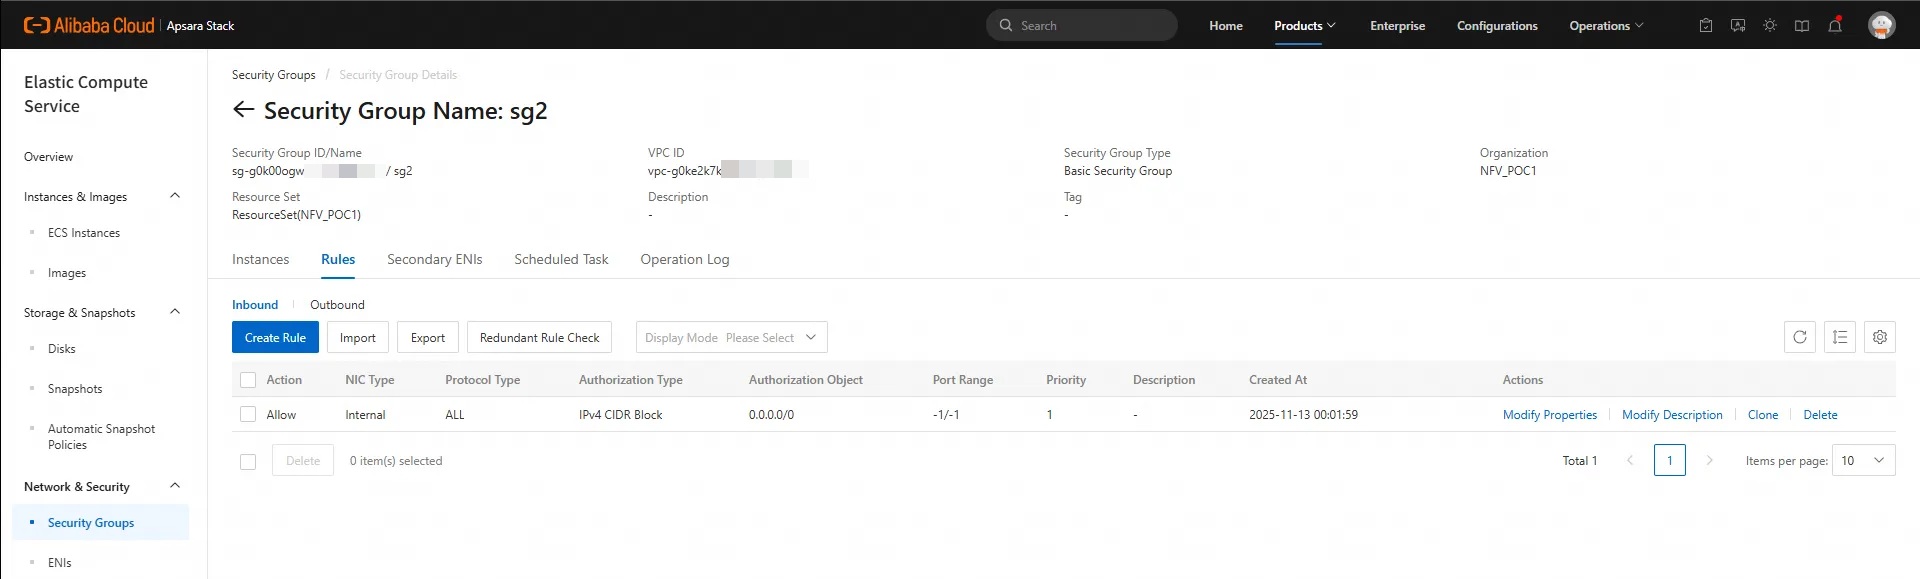 Alibaba Cloud | Apsara Stack
Search
Home
Products
Enterprise
Configurations
Operations
Elastic Compute
Service
Overview
Instances & Images
ECS Instances
Images
Storage & Snapshots
Disks
Snapshots
Automatic Snapshot
Policies
Network & Security
Security Groups
ENIs
Security Groups / Security Group Details
Security Group Name: sg2
Security Group ID/Name
sg-g0k00ogw / sg2
VPC ID
vpc-g0ke2k7k
Security Group Type
Basic Security Group
Organization
NFV_POC1
Resource Set
ResourceSet(NFV_POC1)
Description
-
Tag
-
Instances Rules Secondary ENIs Scheduled Task Operation Log
Inbound Outbound
Create Rule Import Export Redundant Rule Check Display Mode Please Select
Action NIC Type Protocol Type Authorization Type Authorization Object Port Range Priority Description Created At Actions
Allow Internal ALL IPv4 CIDR Block 0.0.0.0/0 -1/-1 1 - 2025-11-13 00:01:59 Modify Properties Modify Description Clone Delete
Delete 0 item(s) selected Total 1 1 Items per page: 10